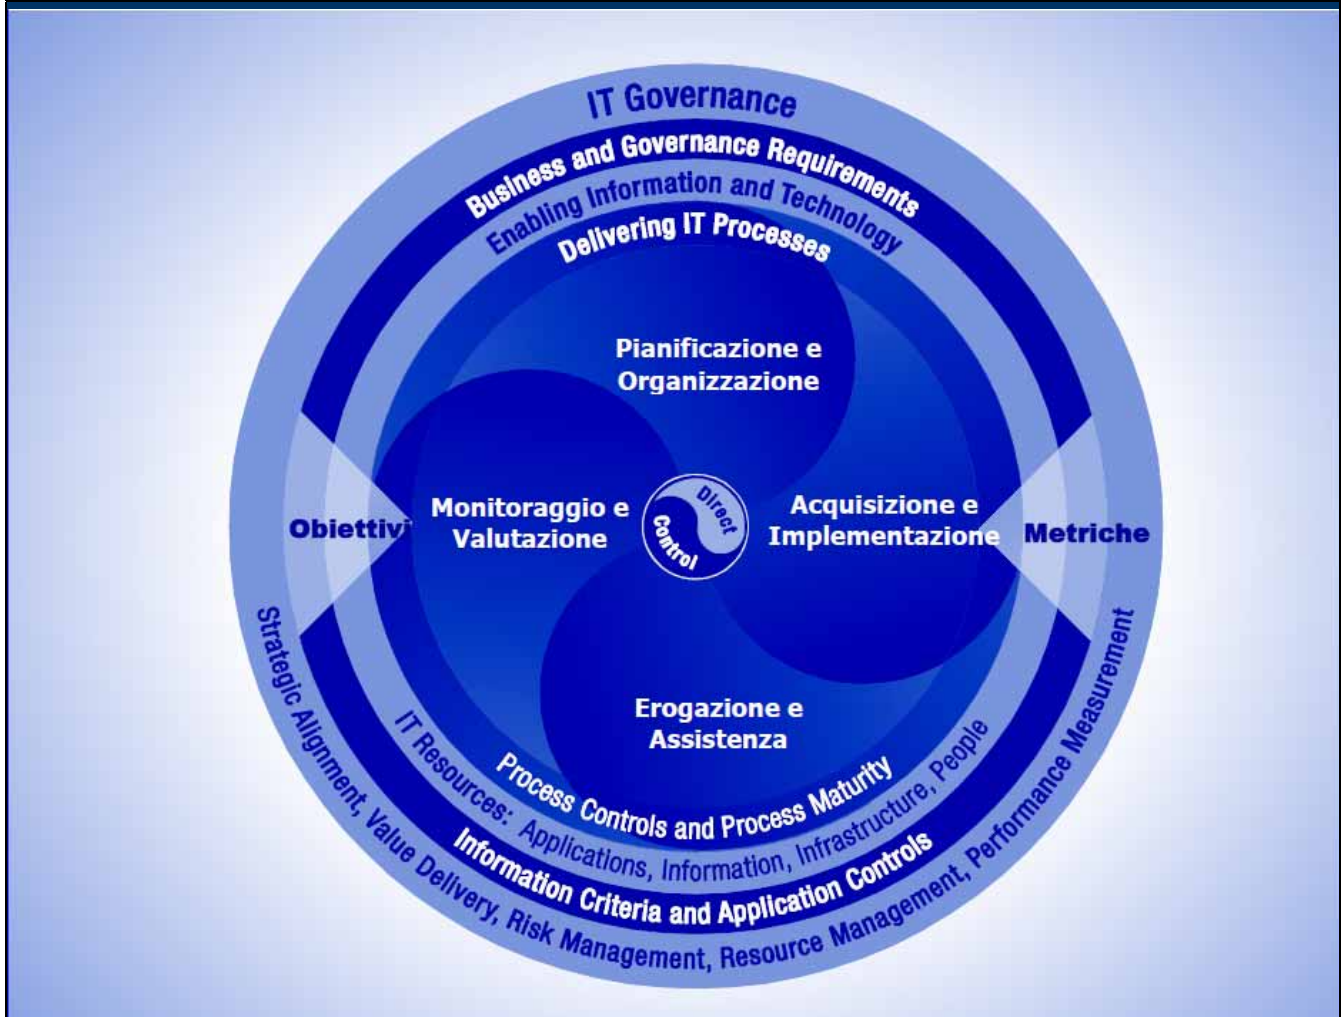 IT Governance
Business and Governance Requirements
Enabling Information and Technology
Delivering IT Processes
Pianificazione e
Organizzazione
Monitoraggio e
Valutazione
Direct
Control
Acquisizione e
Implementazione
Obiettivi
Metriche
Erogazione e
Assistenza
Process Controls and Process Maturity
IT Resources: Applications, Information, Infrastructure, People
Information Criteria and Application Controls
Strategic Alignment, Value Delivery, Risk Management, Resource Management, Performance Measurement